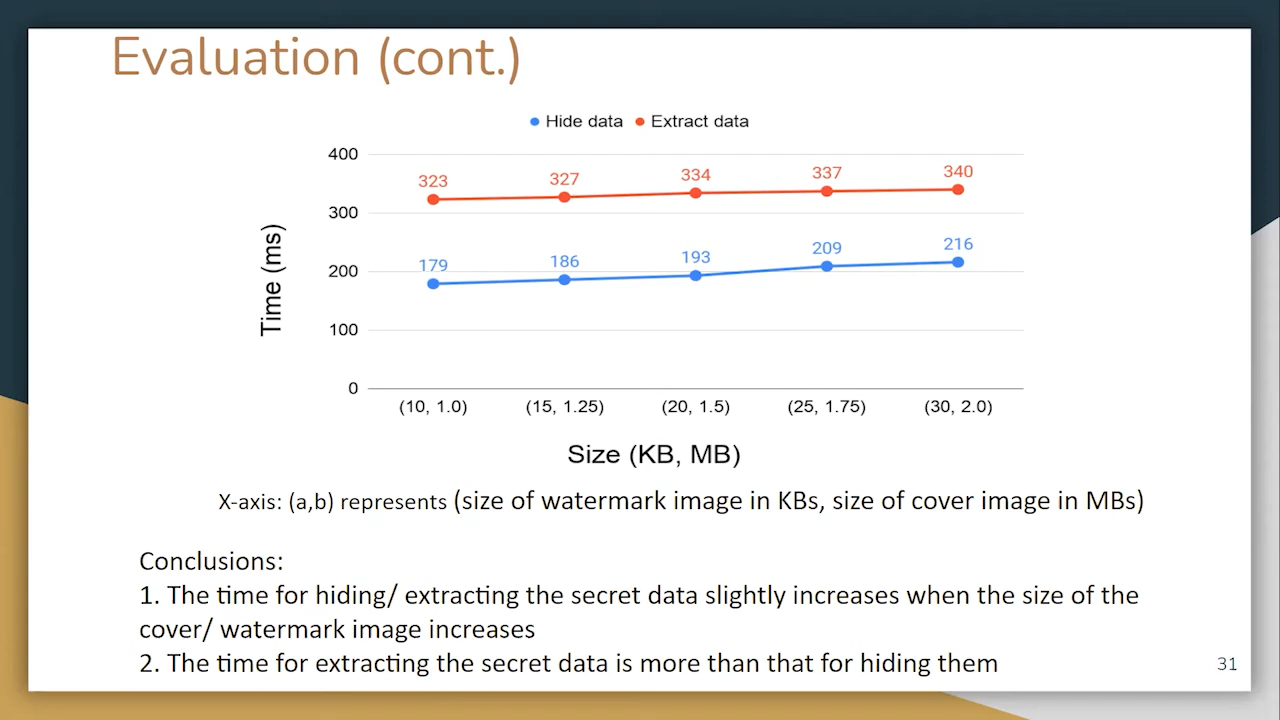 Evaluation (cont.)
Hide data Extract data
400
300
200
100
0
Time (ms)
323 327 334 337 340
179 186 193 209 216
(10, 1.0) (15, 1.25) (20, 1.5) (25, 1.75) (30, 2.0)
Size (KB, MB)
X-axis: (a,b) represents (size of watermark image in KBs, size of cover image in MBs)
Conclusions:
1. The time for hiding/ extracting the secret data slightly increases when the size of the
cover/ watermark image increases
2. The time for extracting the secret data is more than that for hiding them
31